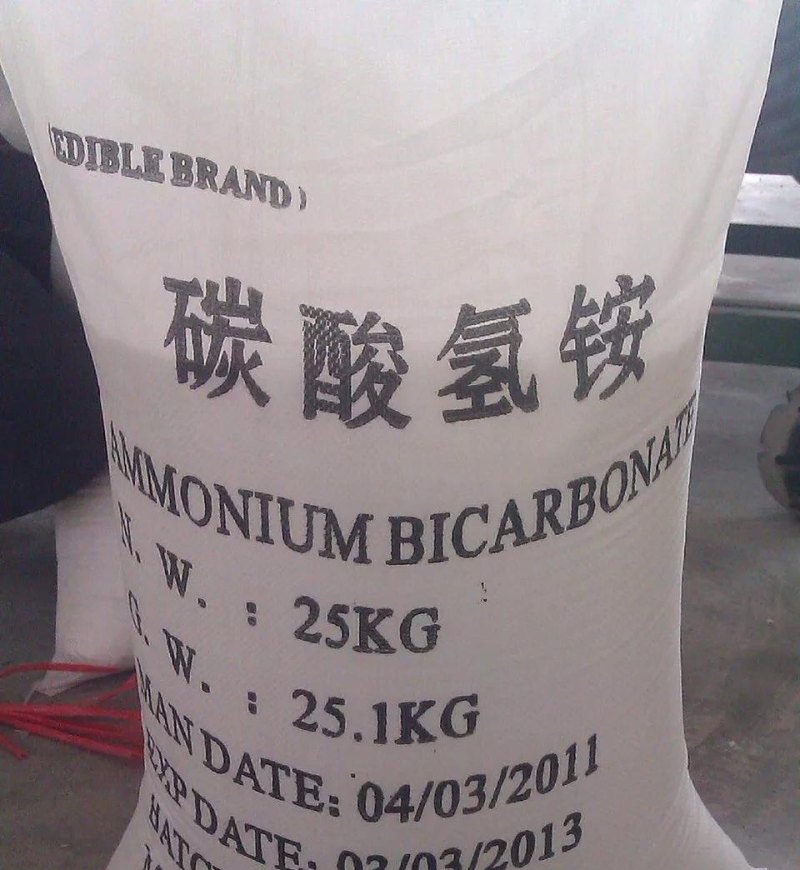 (EDIBLE BRAND)
碳酸氢铵
AMMONIUM BICARBONATE
N. W. : 25KG
G. W. : 25.1KG
MAN DATE: 04/03/2011
EXP DATE: 03/03/2013